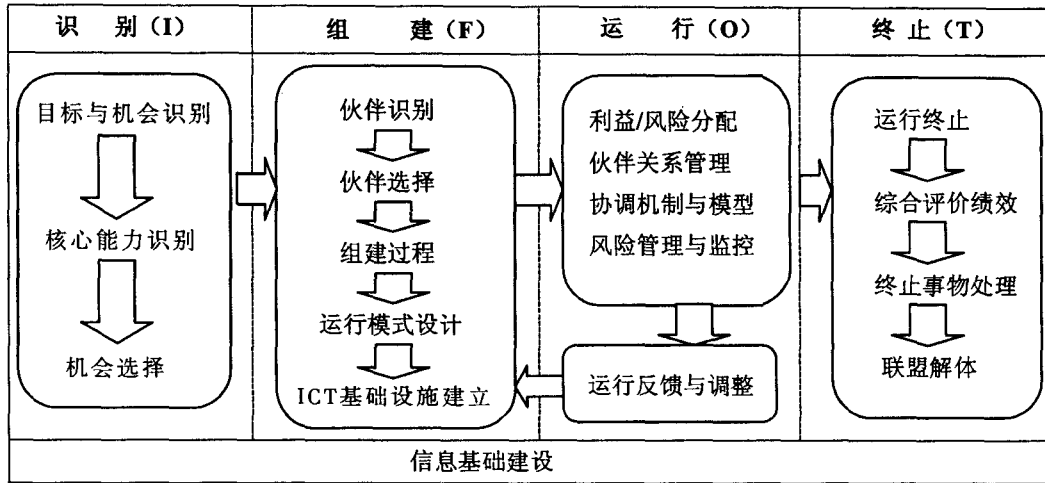 识 别(I)
组 建(F)
运 行(O)
终 止(T)
目标与机会识别
核心能力识别
机会选择
伙伴识别
伙伴选择
组建过程
运行模式设计
ICT基础设施建立
利益/风险分配
伙伴关系管理
协调机制与模型
风险管理与监控
运行反馈与调整
运行终止
综合评价绩效
终止事物处理
联盟解体
信息基础建设